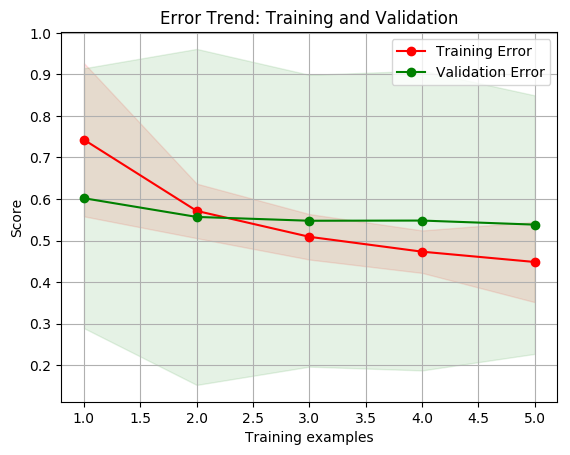 Error Trend: Training and Validation
1.0
0.9
0.8
0.7
0.6
0.5
0.4
0.3
0.2
Score
Training Error
Validation Error
1.0 1.5 2.0 2.5 3.0 3.5 4.0 4.5 5.0
Training examples